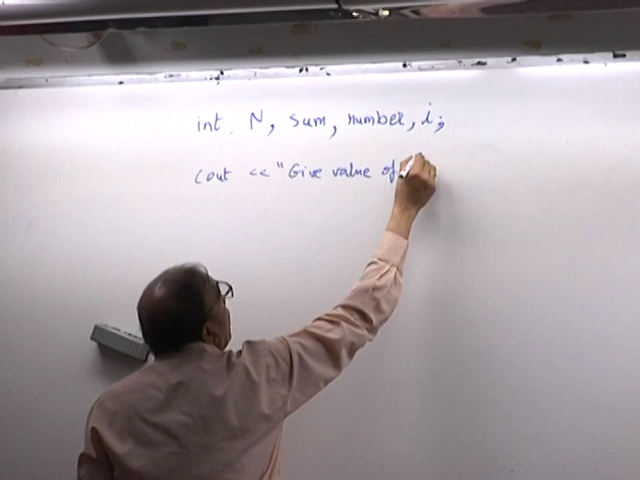 int N, sum, number, i;
cout << "Give value of